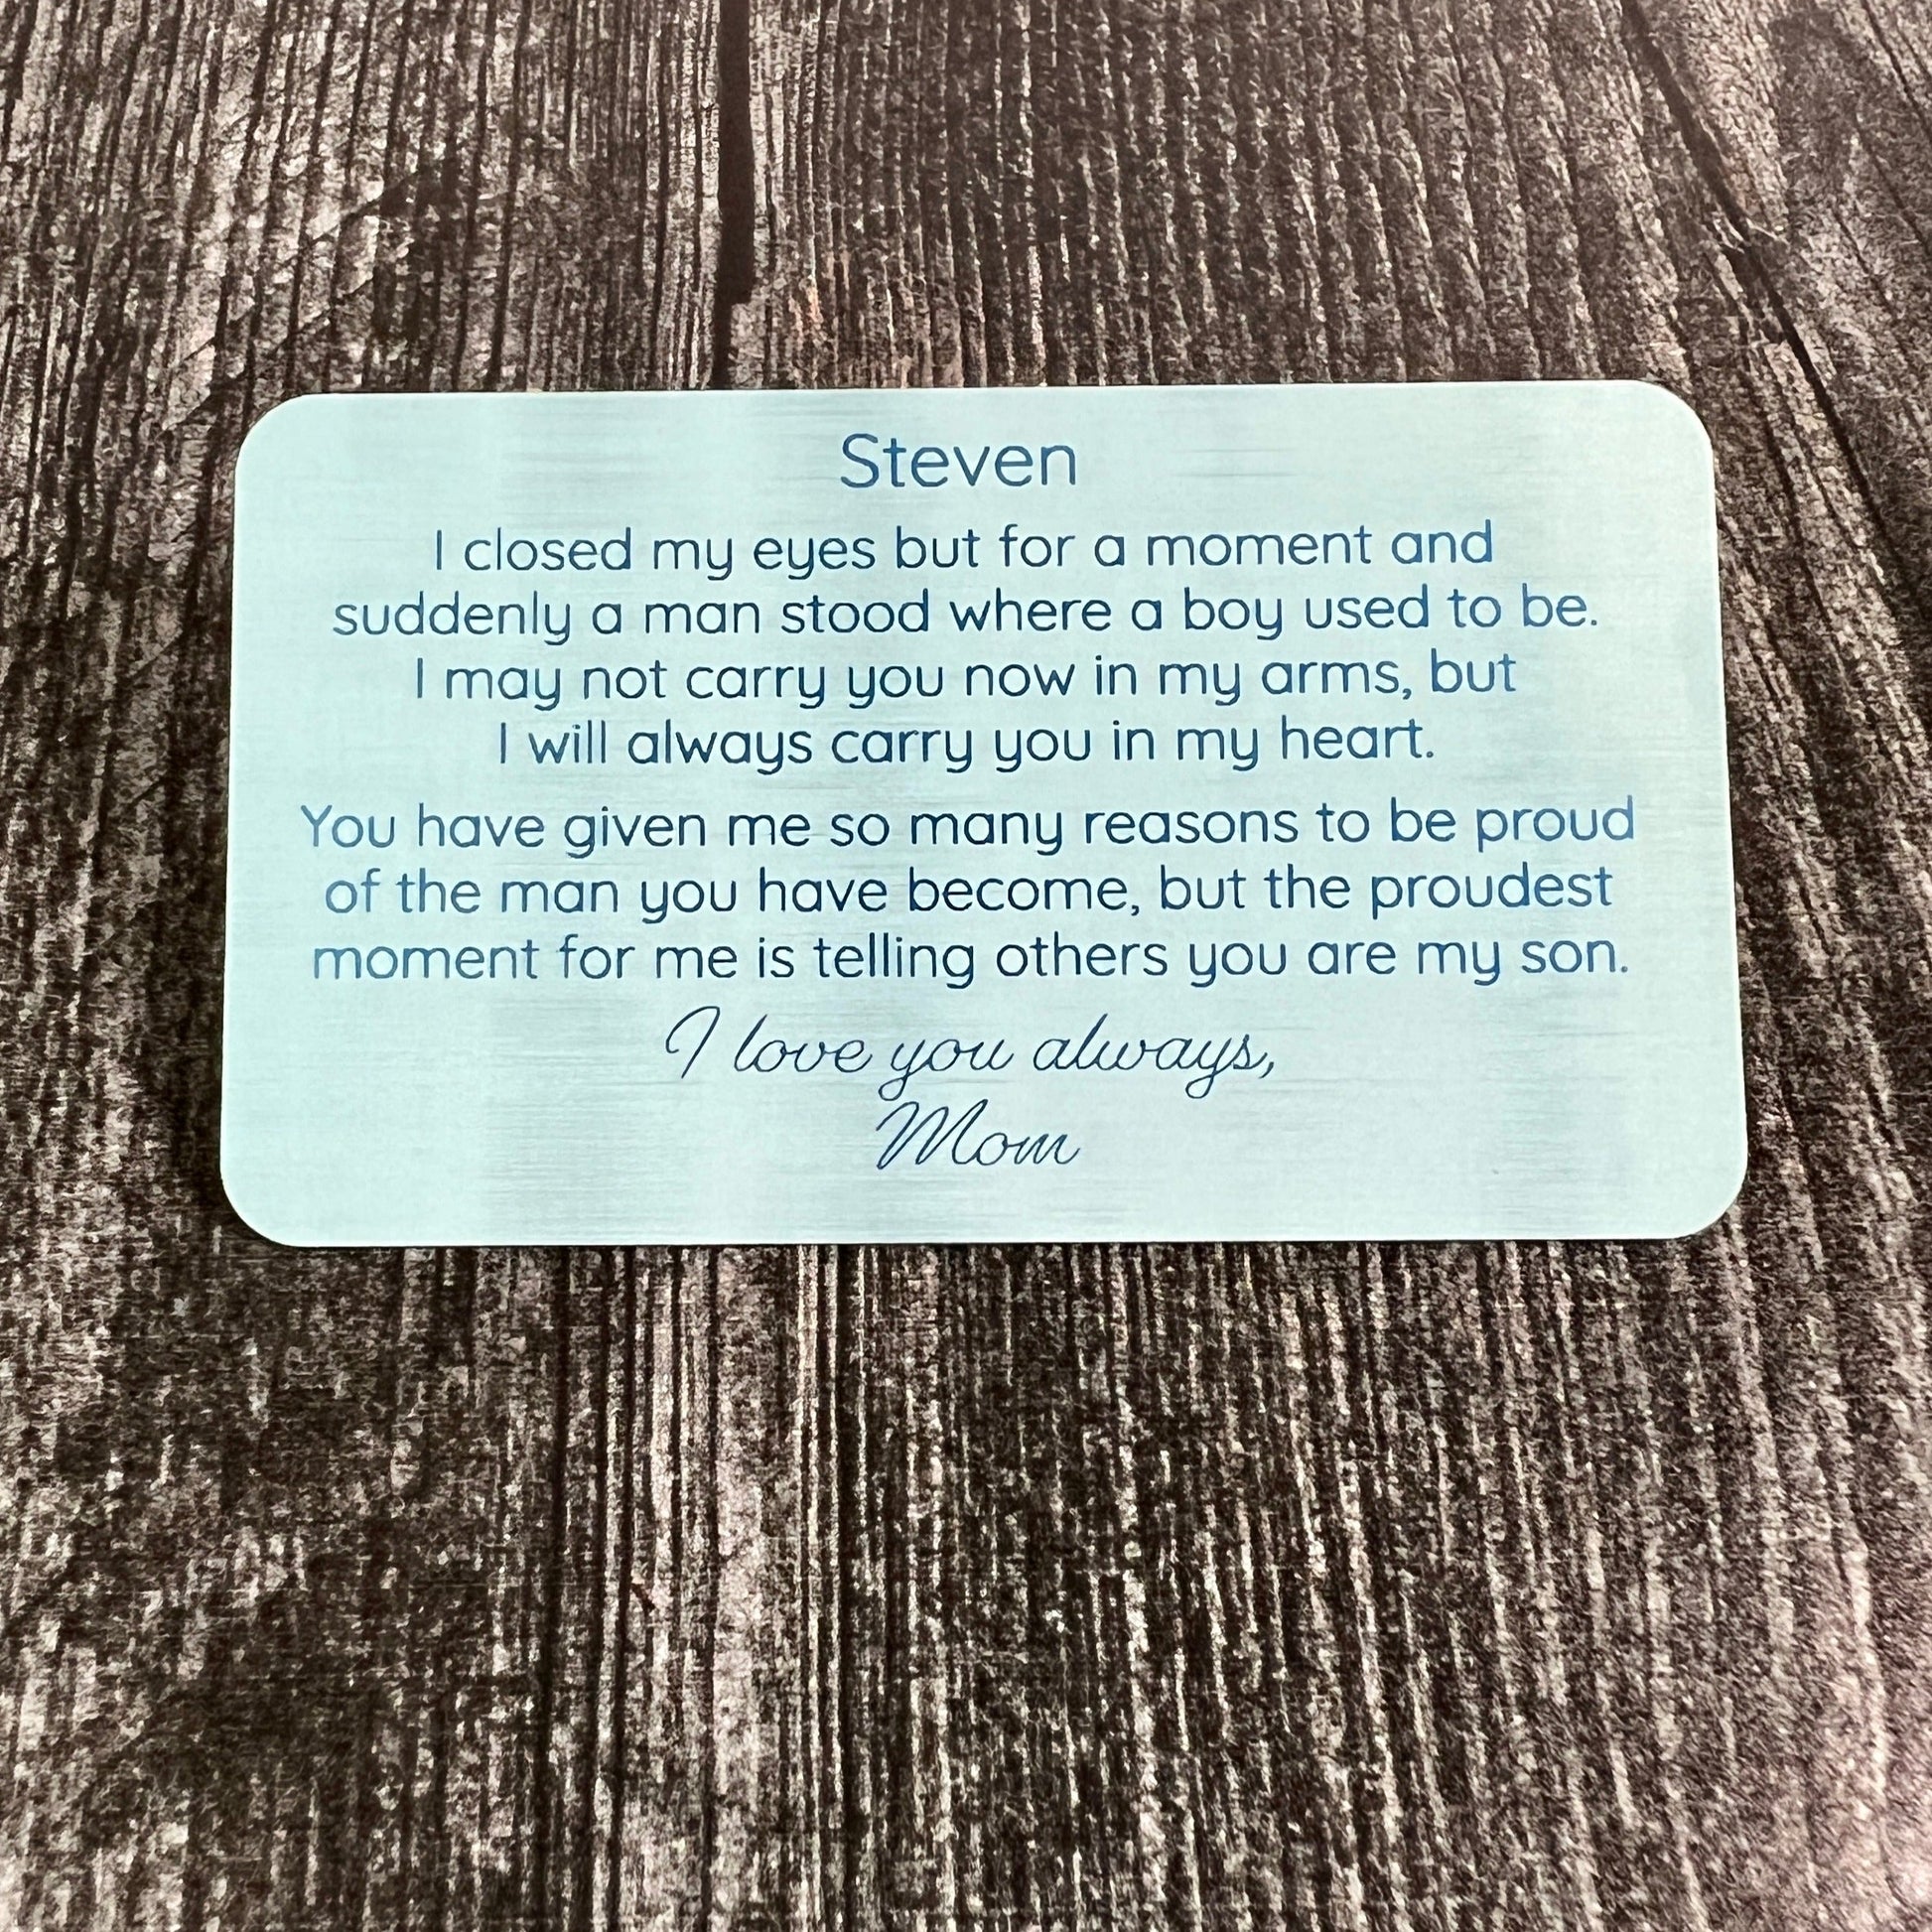 Steven
I closed my eyes but for a moment and
suddenly a man stood where a boy used to be.
I may not carry you now in my arms, but
I will always carry you in my heart.
You have given me so many reasons to be proud
of the man you have become, but the proudest
moment for me is telling others you are my son.
I love you always,
Mom